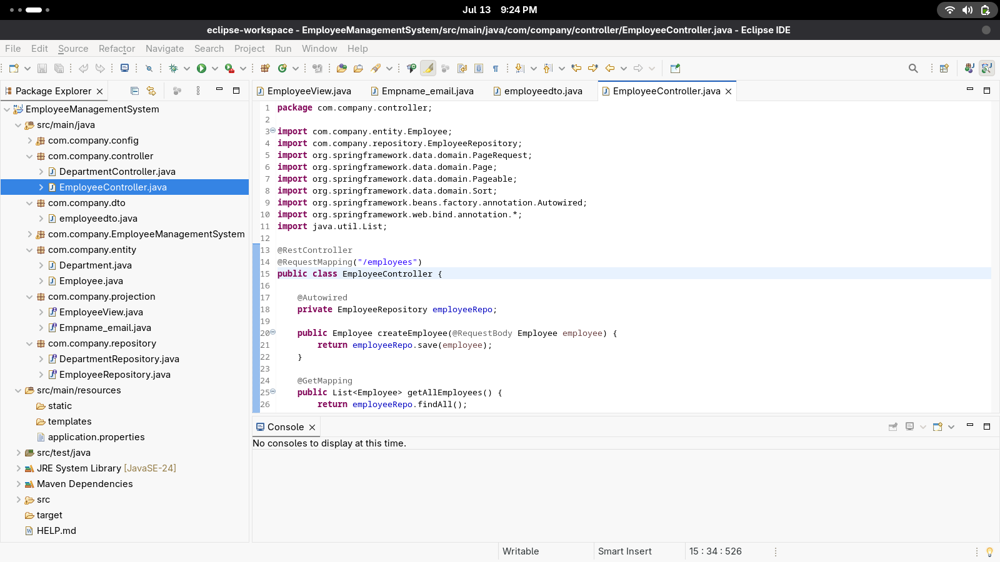 Jul 13 9:24 PM
eclipse-workspace - EmployeeManagementSystem/src/main/java/com/company/controller/EmployeeController.java - Eclipse IDE
File Edit Source Refactor Navigate Search Project Run Window Help
Package Explorer
EmployeeManagementSystem
src/main/java
com.company.config
com.company.controller
DepartmentController.java
EmployeeController.java
com.company.dto
employeedto.java
com.company.EmployeeManagementSystem
com.company.entity
Department.java
Employee.java
com.company.projection
EmployeeView.java
Empname_email.java
com.company.repository
DepartmentRepository.java
EmployeeRepository.java
src/main/resources
static
templates
application.properties
src/test/java
JRE System Library [JavaSE-24]
Maven Dependencies
src
target
HELP.md
EmployeeView.java Empname_email.java employeedto.java EmployeeController.java
1 package com.company.controller;
2
3 import com.company.entity.Employee;
4 import com.company.repository.EmployeeRepository;
5 import org.springframework.data.domain.PageRequest;
6 import org.springframework.data.domain.Page;
7 import org.springframework.data.domain.Pageable;
8 import org.springframework.data.domain.Sort;
9 import org.springframework.beans.factory.annotation.Autowired;
10 import org.springframework.web.bind.annotation.*;
11 import java.util.List;
12
13 @RestController
14 @RequestMapping("/employees")
15 public class EmployeeController {
16
17 @Autowired
18 private EmployeeRepository employeeRepo;
19
20 public Employee createEmployee(@RequestBody Employee employee) {
21 return employeeRepo.save(employee);
22 }
23
24 @GetMapping
25 public List<Employee> getAllEmployees() {
26 return employeeRepo.findAll();
Console
No consoles to display at this time.
Writable Smart Insert 15 : 34 : 526